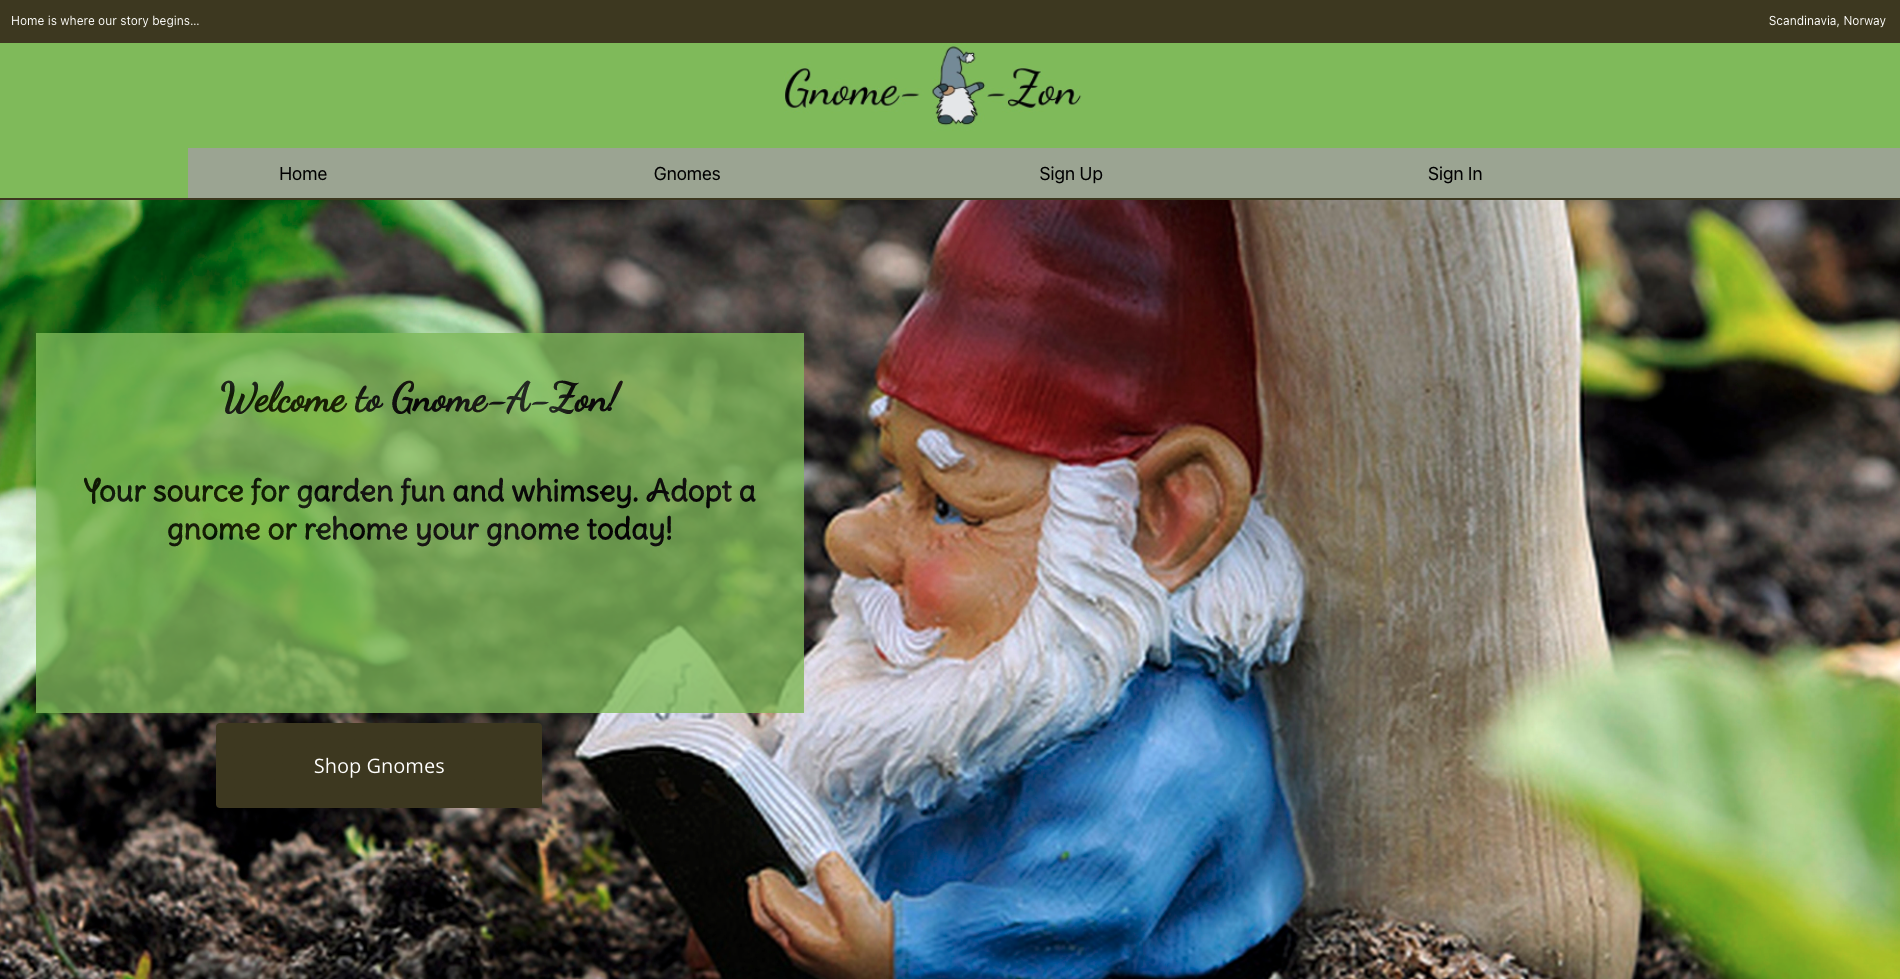 Home is where our story begins...
Scandinavia, Norway
Gnome- -Zon
Home Gnomes Sign Up Sign In
Welcome to Gnome-A-Zon!
Your source for garden fun and whimsey. Adopt a
gnome or rehome your gnome today!
Shop Gnomes